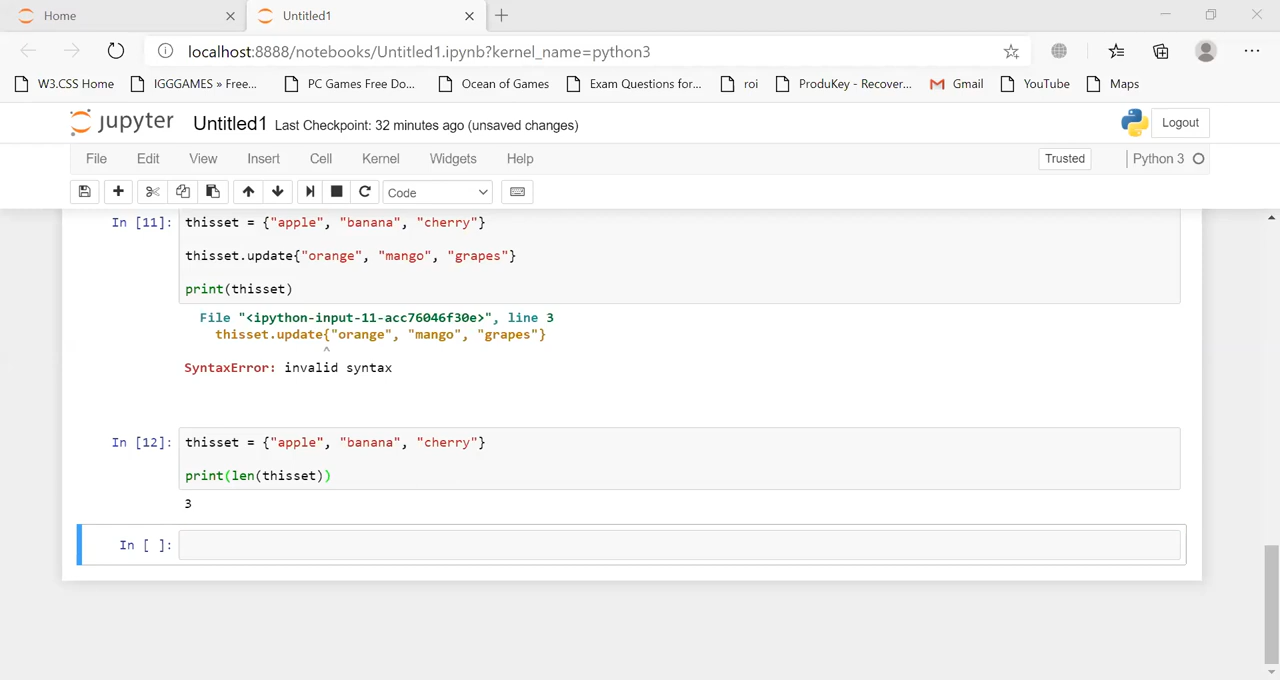 Home
Untitled1
localhost:8888/notebooks/Untitled1.ipynb?kernel_name=python3
W3.CSS Home IGGGAMES » Free... PC Games Free Do... Ocean of Games Exam Questions for... roi ProduKey - Recover... Gmail YouTube Maps
jupyter Untitled1 Last Checkpoint: 32 minutes ago (unsaved changes) Logout
File Edit View Insert Cell Kernel Widgets Help Trusted Python 3
Code
In [11]: thisset = {"apple", "banana", "cherry"}
thisset.update{"orange", "mango", "grapes"}
print(thisset)
File "<ipython-input-11-acc76046f30e>", line 3
thisset.update{"orange", "mango", "grapes"}
^
SyntaxError: invalid syntax
In [12]: thisset = {"apple", "banana", "cherry"}
print(len(thisset))
3
In [ ]: